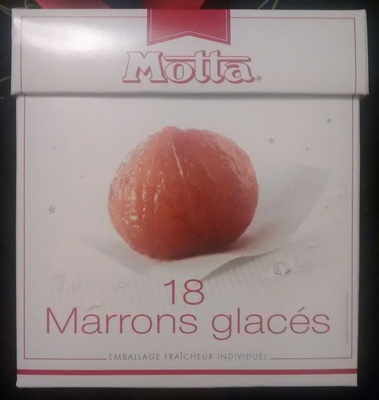 Motta®
18
Marrons glacés
EMBALLAGE FRAÎCHEUR INDIVIDUEL